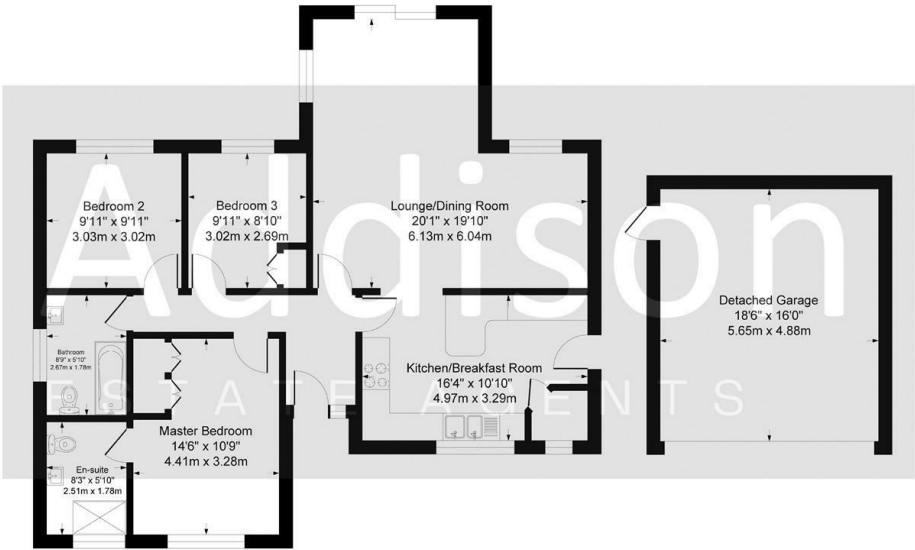 Addison
ESTATE AGENTS
Bedroom 2
9'11" x 9'11"
3.03m x 3.02m
Bedroom 3
9'11" x 8'10"
3.02m x 2.69m
Lounge/Dining Room
20'1" x 19'10"
6.13m x 6.04m
Detached Garage
18'6" x 16'0"
5.65m x 4.88m
Bathroom
8'9" x 5'10"
2.67m x 1.78m
Kitchen/Breakfast Room
16'4" x 10'10"
4.97m x 3.29m
Master Bedroom
14'6" x 10'9"
4.41m x 3.28m
En-suite
8'3" x 5'10"
2.51m x 1.78m